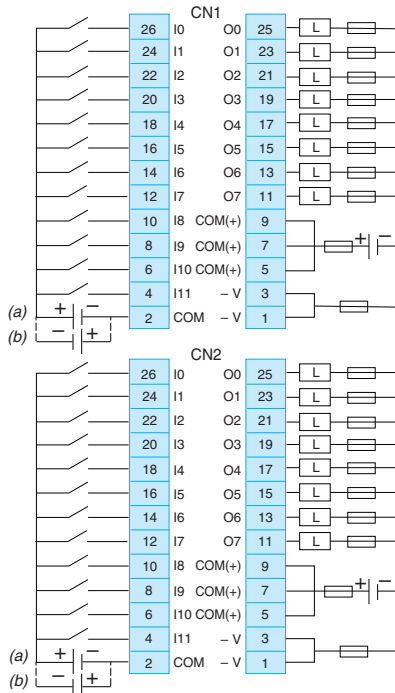 CN1
26 I0 O0 25 L
24 I1 O1 23 L
22 I2 O2 21 L
20 I3 O3 19 L
18 I4 O4 17 L
16 I5 O5 15 L
14 I6 O6 13 L
12 I7 O7 11 L
10 I8 COM(+) 9
8 I9 COM(+) 7 + −
6 I10 COM(+) 5
4 I11 – V 3
(a) + − 2 COM – V 1
(b) − +
CN2
26 I0 O0 25 L
24 I1 O1 23 L
22 I2 O2 21 L
20 I3 O3 19 L
18 I4 O4 17 L
16 I5 O5 15 L
14 I6 O6 13 L
12 I7 O7 11 L
10 I8 COM(+) 9
8 I9 COM(+) 7 + −
6 I10 COM(+) 5
4 I11 – V 3
(a) + − 2 COM – V 1
(b) − +